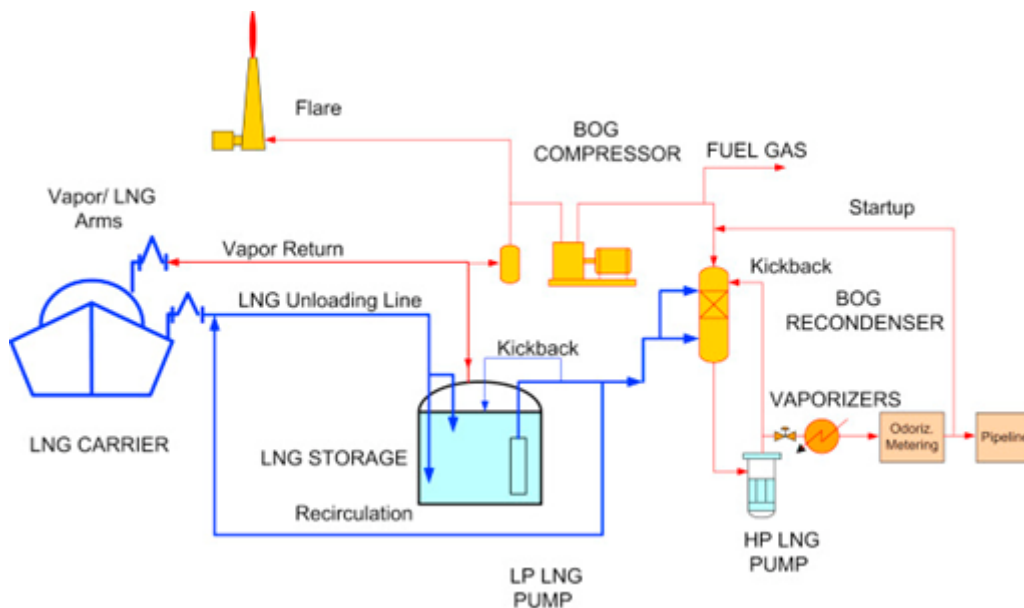 Flare
BOG
COMPRESSOR
FUEL GAS
Vapor/ LNG
Arms
Startup
Vapor Return
Kickback
LNG Unloading Line
BOG
RECONDENSER
Kickback
VAPORIZERS
LNG CARRIER
LNG STORAGE
Odoriz.
Metering
Pipeline
Recirculation
HP LNG
PUMP
LP LNG
PUMP